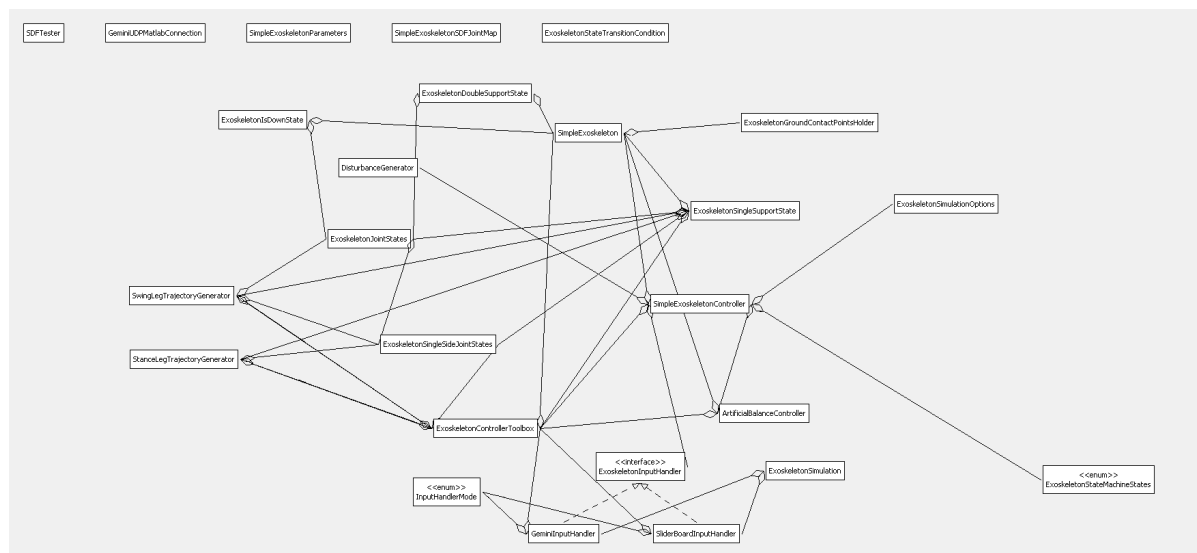 SDFTester
GeminiUDPMatlabConnection
SimpleExoskeletonParameters
SimpleExoskeletonSDFJointMap
ExoskeletonStateTransitionCondition
ExoskeletonDoubleSupportState
ExoskeletonIsDownState
SimpleExoskeleton
ExoskeletonGroundContactPointsHolder
DisturbanceGenerator
ExoskeletonSingleSupportState
ExoskeletonSimulationOptions
ExoskeletonJointStates
SwingLegTrajectoryGenerator
SimpleExoskeletonController
ExoskeletonSingleSideJointStates
StanceLegTrajectoryGenerator
ArtificialBalanceController
ExoskeletonControllerToolbox
<<interface>>
ExoskeletonInputHandler
ExoskeletonSimulation
<<enum>>
ExoskeletonStateMachineStates
<<enum>>
InputHandlerMode
GeminiInputHandler
SliderBoardInputHandler